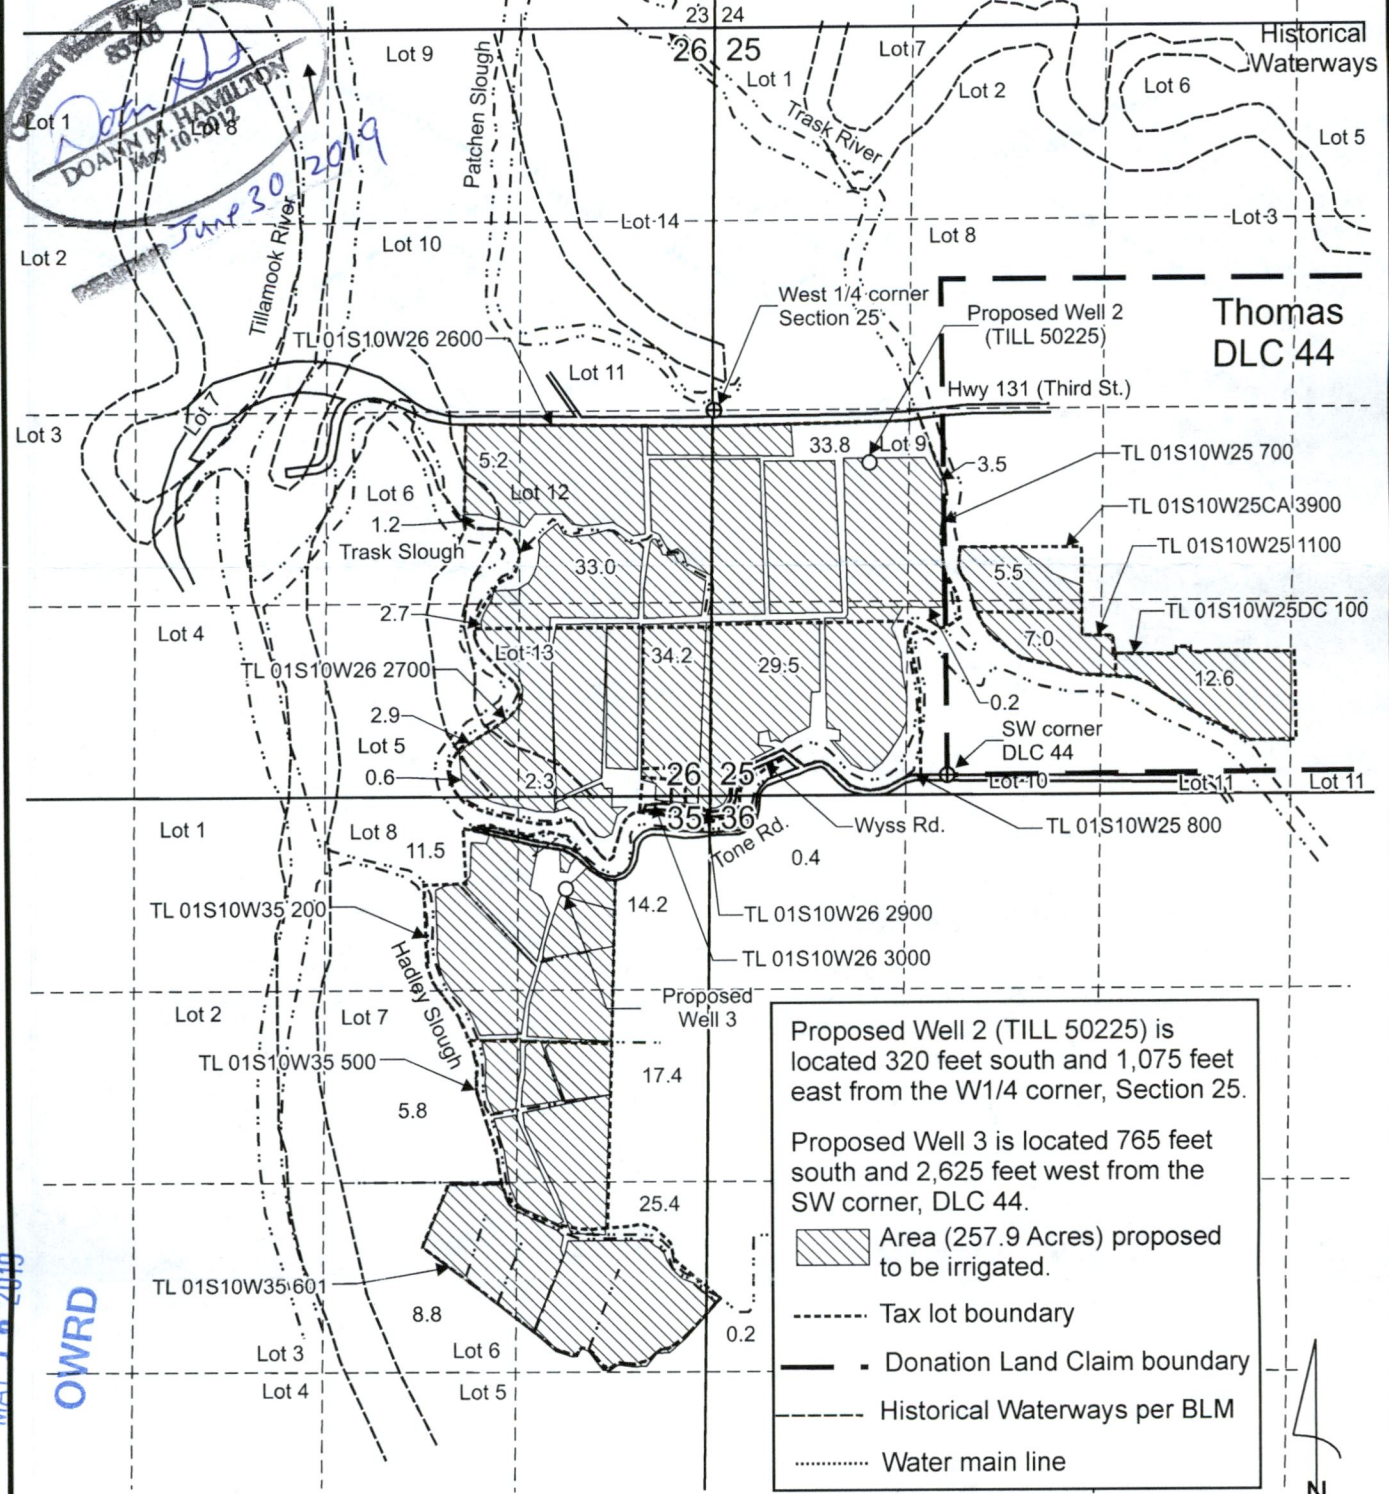 Certified Water Rights
DOANN M. HAMILTON
May 10, 2012
June 30 2019
23 24
26 25
Historical
Waterways
Lot 9
Patchen Slough
Lot 7
Lot 1
Lot 2
Lot 6
Lot 5
Trask River
Lot 1
Lot 8
Lot 2
Tillamook River
Lot 10
Lot 14
Lot 8
Lot 3
West 1/4 corner
Section 25
Proposed Well 2
(TILL 50225)
Thomas
DLC 44
TL 01S10W26 2600
Lot 11
Hwy 131 (Third St.)
Lot 7
Lot 3
33.8
Lot 9
5.2
3.5
TL 01S10W25 700
Lot 6
Lot 12
1.2
TL 01S10W25CA 3900
Trask Slough
33.0
TL 01S10W25 1100
5.5
2.7
TL 01S10W25DC 100
Lot 4
7.0
Lot 13
34.2
29.5
TL 01S10W26 2700
12.6
0.2
2.9
SW corner
DLC 44
Lot 5
0.6
2.3
26 25
Lot 10
Lot 11
Lot 11
35 36
Lot 1
Lot 8
11.5
Tone Rd.
Wyss Rd.
TL 01S10W25 800
0.4
TL 01S10W35 200
14.2
TL 01S10W26 2900
Hadley Slough
TL 01S10W26 3000
Proposed
Well 3
Lot 2
Lot 7
TL 01S10W35 500
17.4
5.8
25.4
TL 01S10W35 601
8.8
0.2
Lot 3
Lot 6
Lot 4
Lot 5
Proposed Well 2 (TILL 50225) is
located 320 feet south and 1,075 feet
east from the W1/4 corner, Section 25.
Proposed Well 3 is located 765 feet
south and 2,625 feet west from the
SW corner, DLC 44.
Area (257.9 Acres) proposed
to be irrigated.
Tax lot boundary
Donation Land Claim boundary
Historical Waterways per BLM
Water main line
OWRD
N